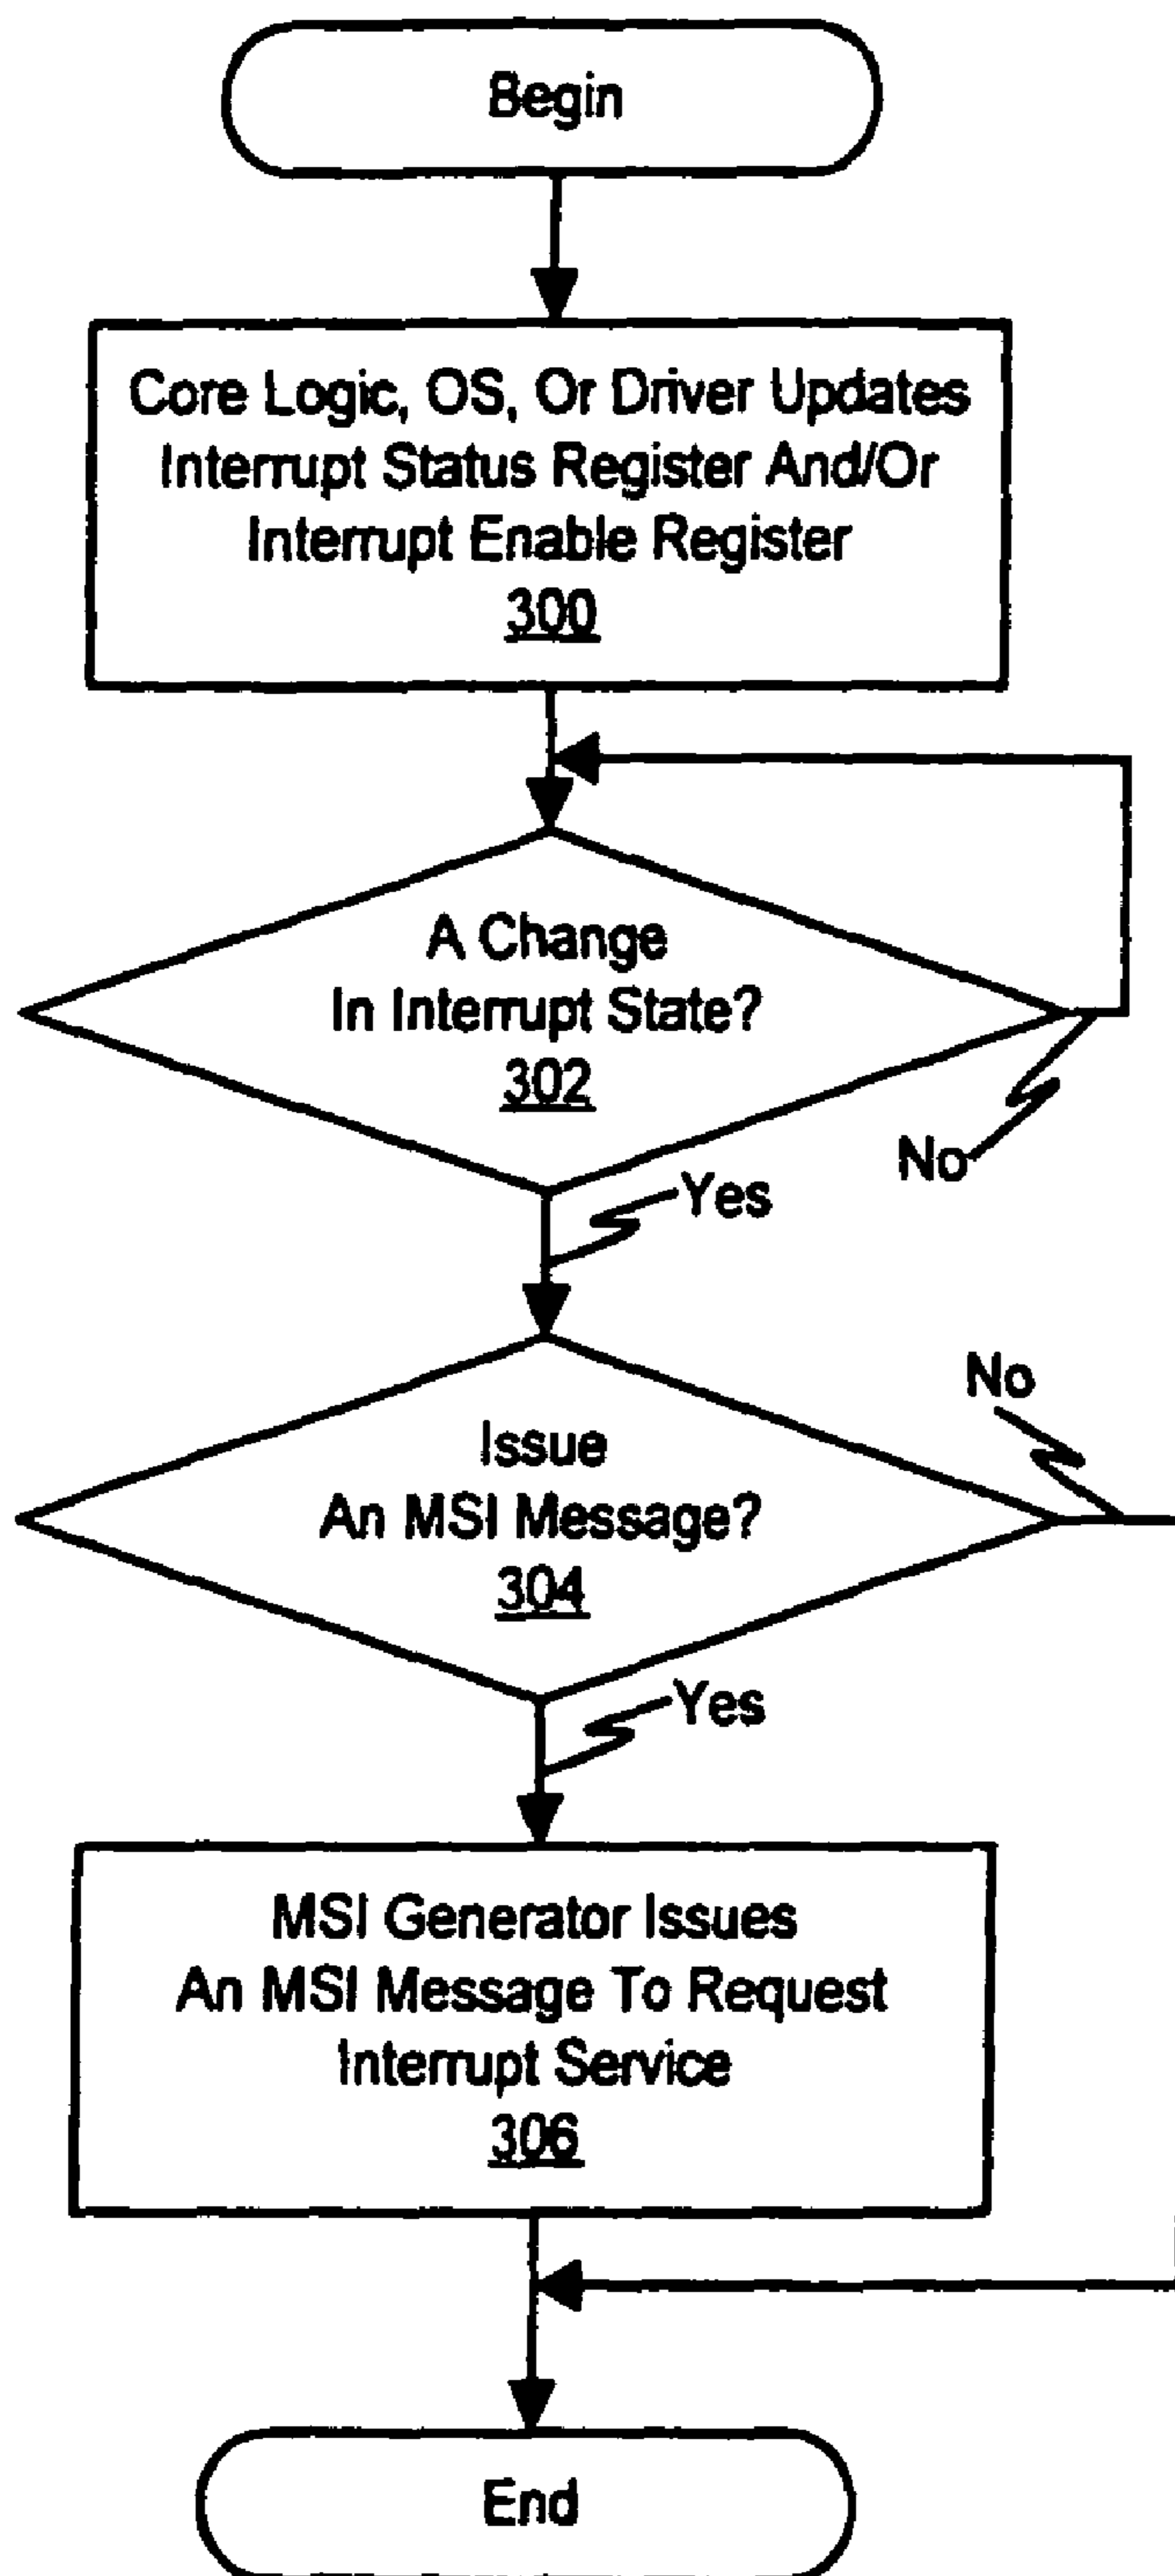 Begin
Core Logic, OS, Or Driver Updates
Interrupt Status Register And/Or
Interrupt Enable Register
300
A Change
In Interrupt State?
302
No
Yes
No
Issue
An MSI Message?
304
Yes
MSI Generator Issues
An MSI Message To Request
Interrupt Service
306
End